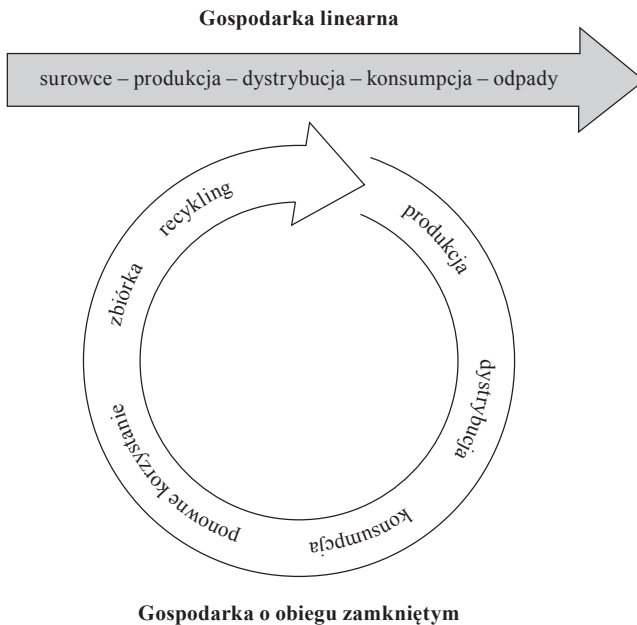 Gospodarka linearna
surowce – produkcja – dystrybucja – konsumpcja – odpady
produkcja
dystrybucja
konsumpcja
ponowne korzystanie
zbiórka
recykling
Gospodarka o obiegu zamkniętym